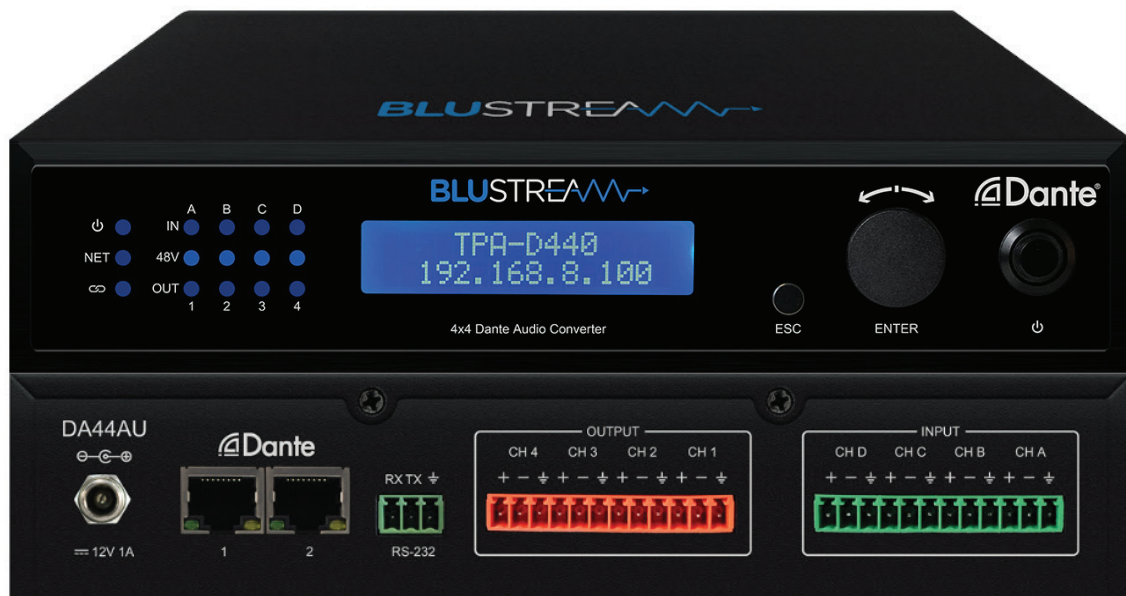 BLUSTREAM
BLUSTREAM
Dante®
A B C D
IN
NET 48V
OUT
1 2 3 4
TPA-D440
192.168.8.100
4x4 Dante Audio Converter
ESC
ENTER
DA44AU
Dante
OUTPUT
INPUT
CH 4 CH 3 CH 2 CH 1
CH D CH C CH B CH A
RX TX
+ − + − + − + −
+ − + − + − + −
12V 1A
1 2
RS-232